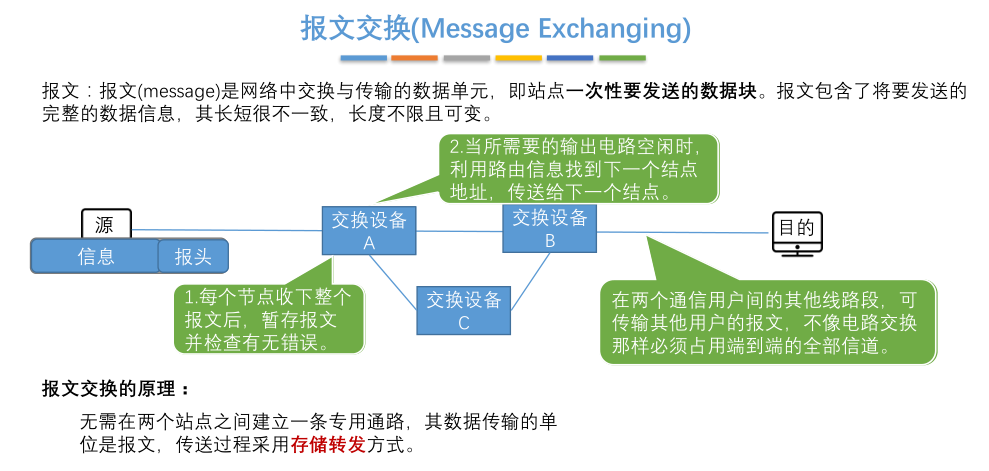 报文交换(Message Exchanging)
报文：报文(message)是网络中交换与传输的数据单元，即站点一次性要发送的数据块。报文包含了将要发送的
完整的数据信息，其长短很不一致，长度不限且可变。
2.当所需要的输出电路空闲时，
利用路由信息找到下一个结点
地址，传送给下一个结点。
源
交换设备
A
交换设备
B
目的
信息
报头
1.每个节点收下整个
报文后，暂存报文
并检查有无错误。
交换设备
C
在两个通信用户间的其他线路段，可
传输其他用户的报文，不像电路交换
那样必须占用端到端的全部信道。
报文交换的原理：
无需在两个站点之间建立一条专用通路，其数据传输的单
位是报文，传送过程采用存储转发方式。